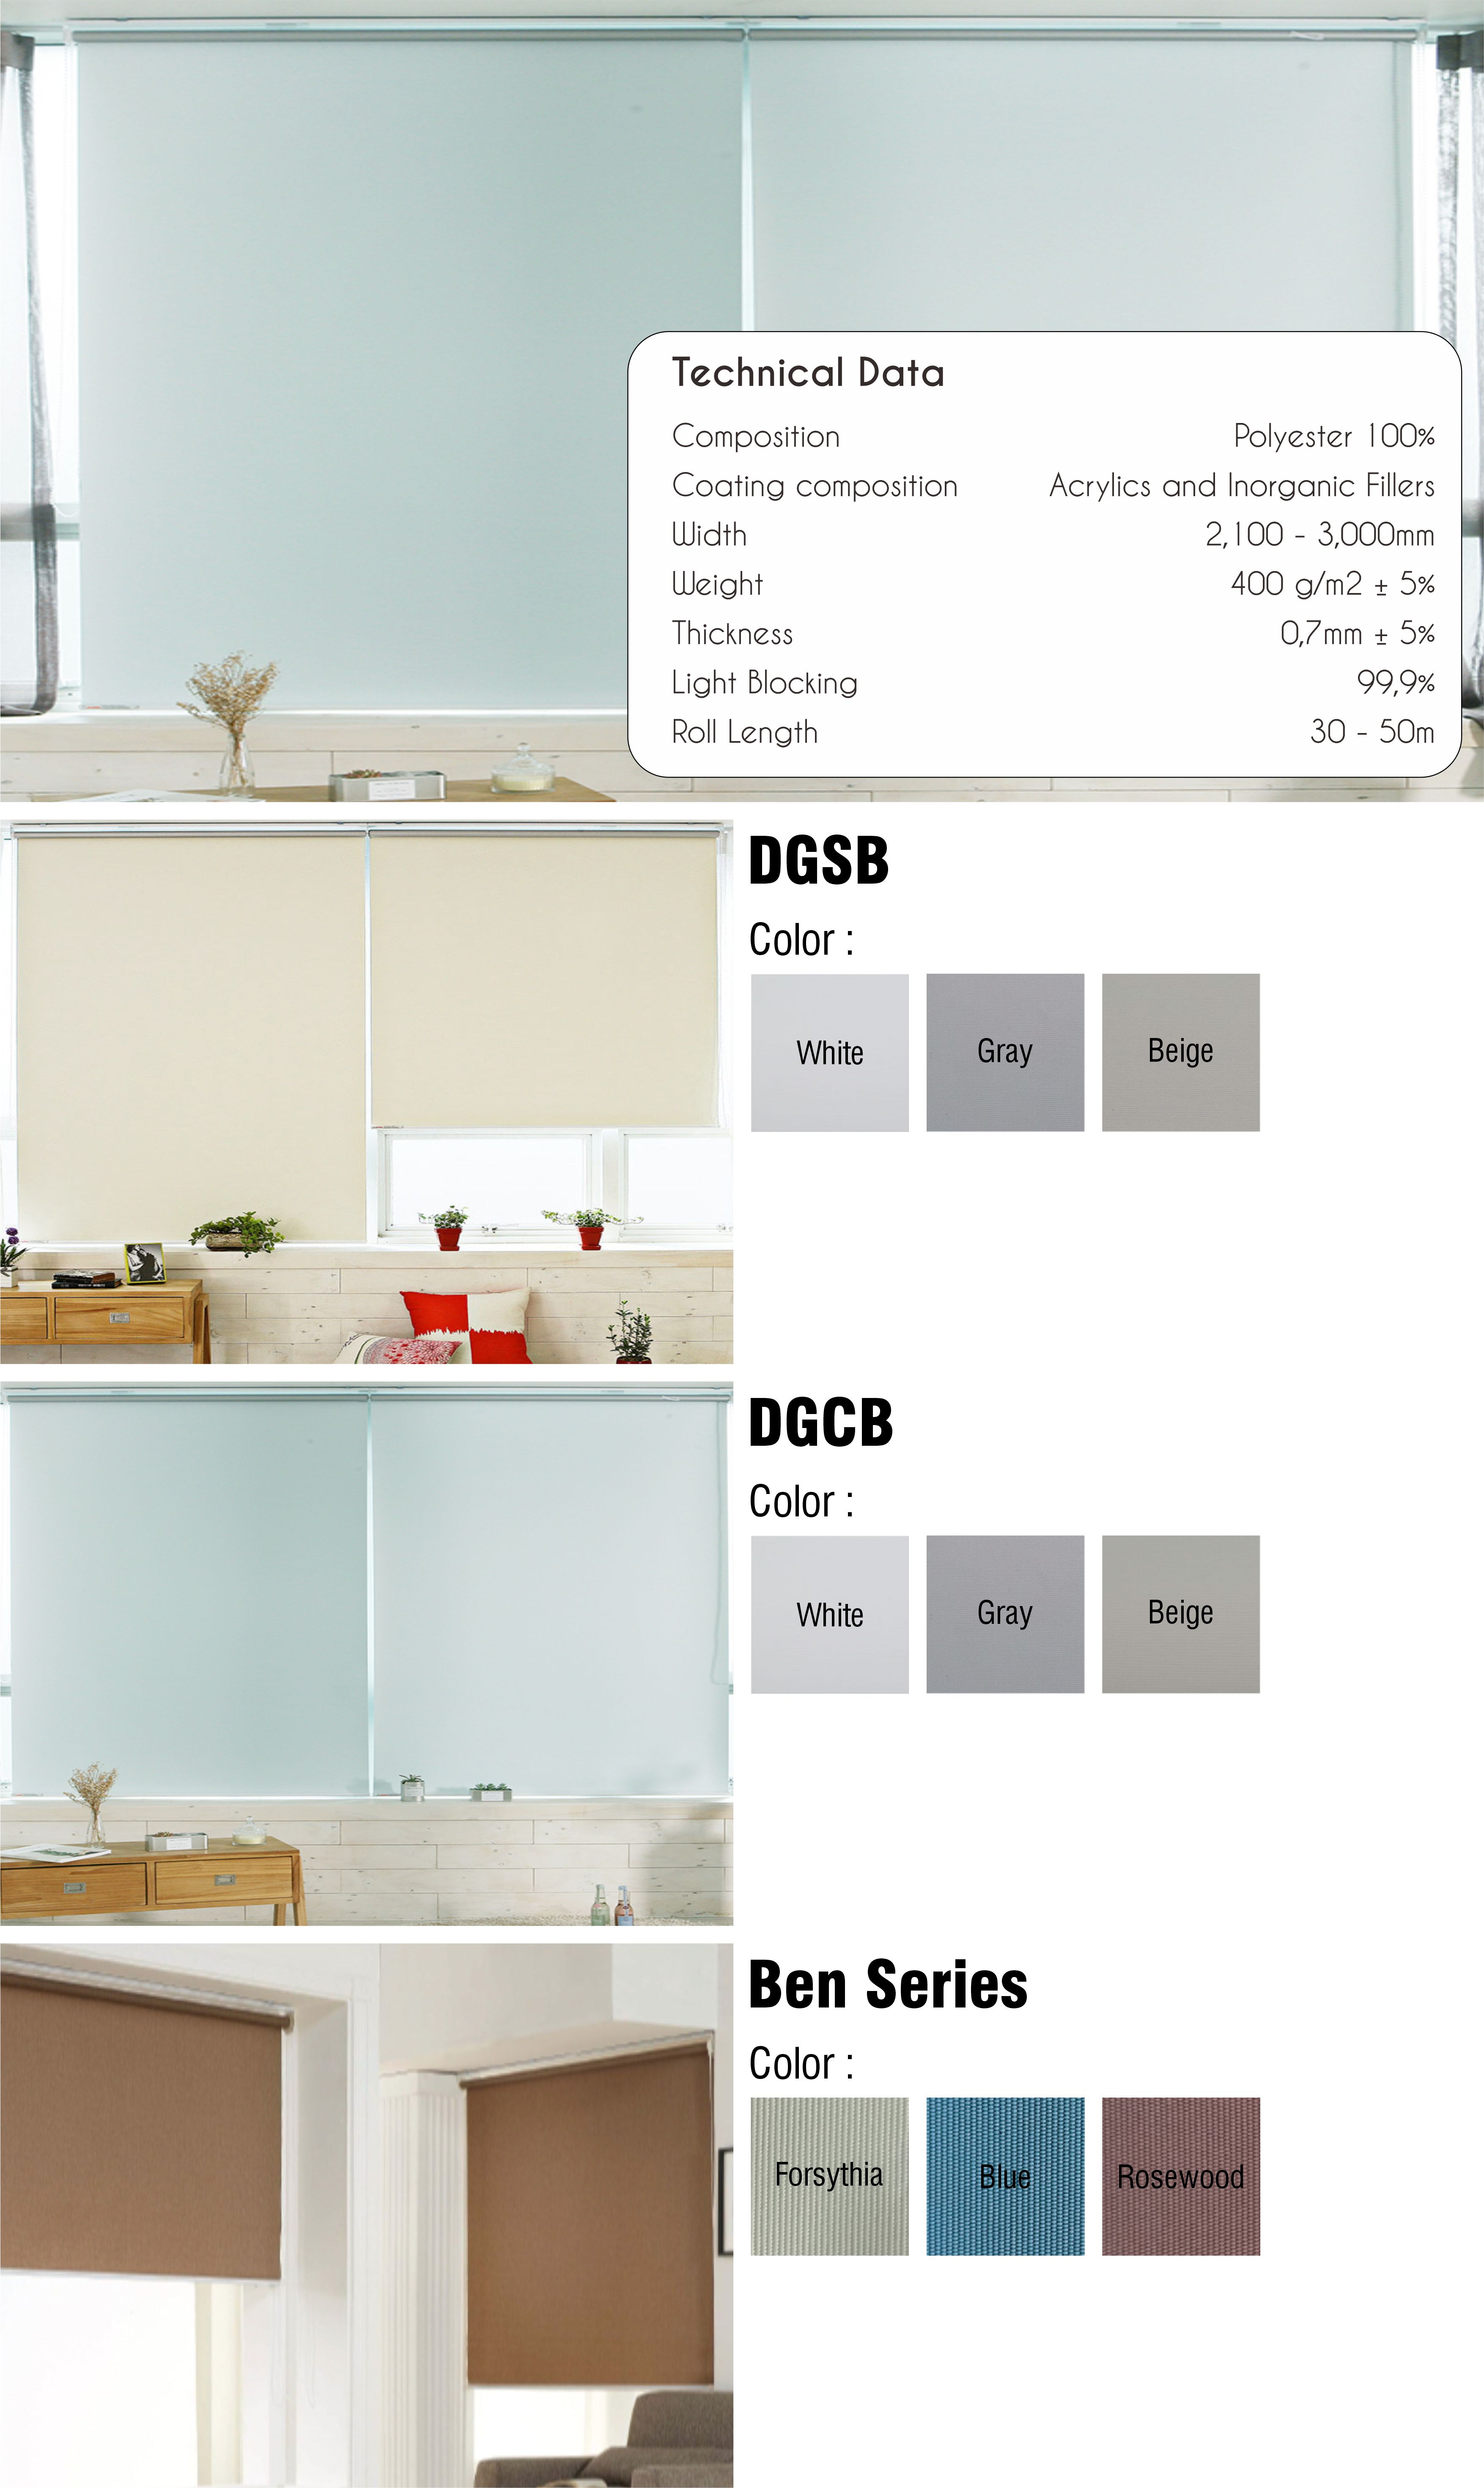 Technical Data
Composition Polyester 100%
Coating composition Acrylics and Inorganic Fillers
Width 2,100 - 3,000mm
Weight 400 g/m2 ± 5%
Thickness 0,7mm ± 5%
Light Blocking 99,9%
Roll Length 30 - 50m
DGSB
Color :
White Gray Beige
DGCB
Color :
White Gray Beige
Ben Series
Color :
Forsythia Blue Rosewood